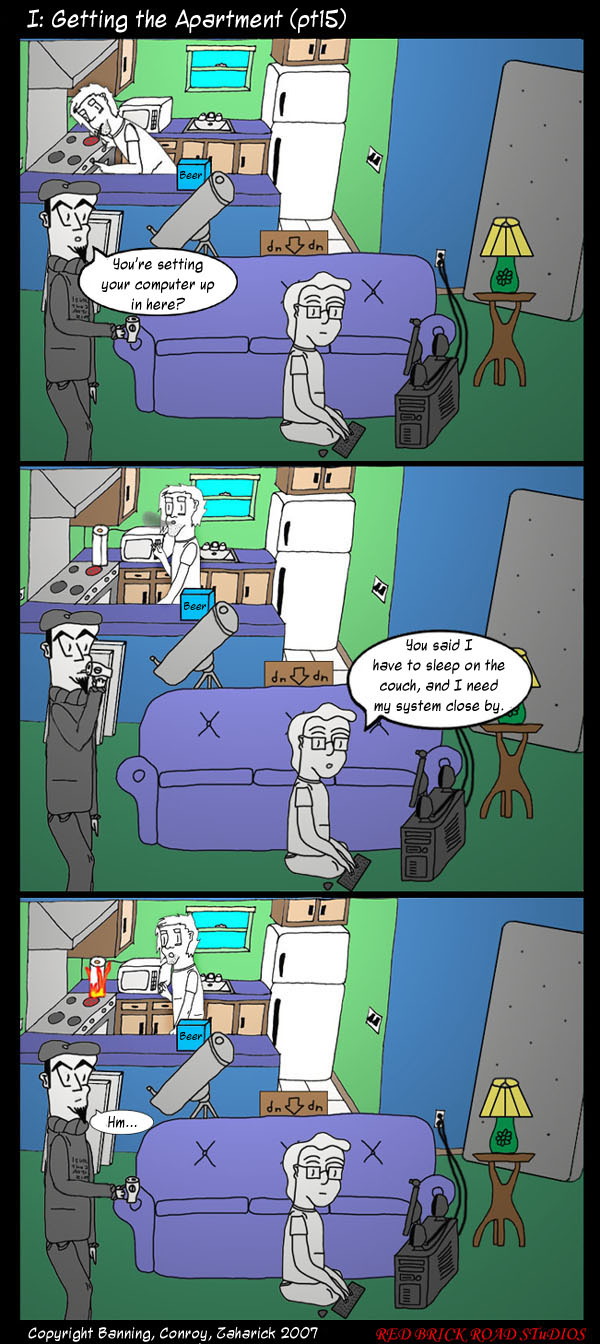 I: Getting the Apartment (pt15)
Beer
You're setting
your computer up
in here?
dn dn
Beer
You said I
have to sleep on the
couch, and I need
my system close by.
dn dn
Beer
Hm...
dn dn
Copyright Banning, Conroy, Zaharick 2007
RED BRICK ROAD STUDIOS